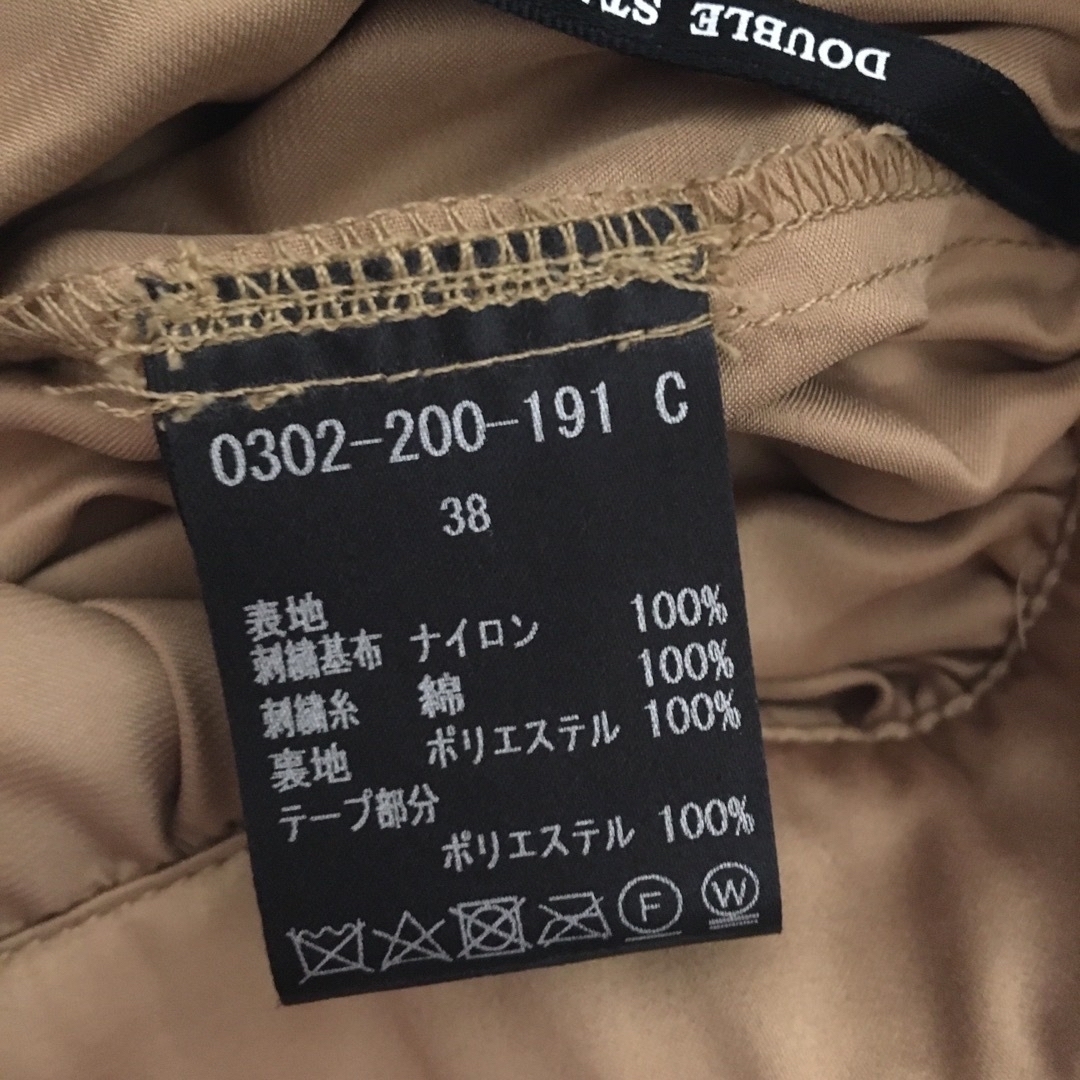 DOUBLE
0302-200-191 C
38
表地
刺繍基布 ナイロン 100%
刺繍糸 綿 100%
裏地 ポリエステル 100%
テープ部分
ポリエステル 100%
F W